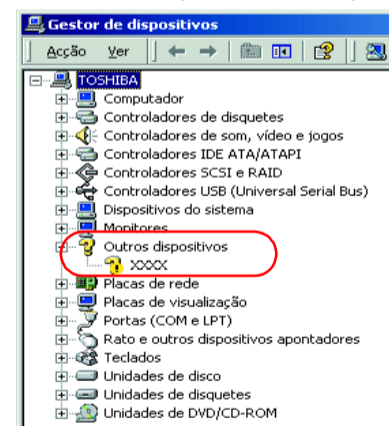 Gestor de dispositivos
Acção Ver
TOSHIBA
Computador
Controladores de disquetes
Controladores de som, vídeo e jogos
Controladores IDE ATA/ATAPI
Controladores SCSI e RAID
Controladores USB (Universal Serial Bus)
Dispositivos do sistema
Monitores
Outros dispositivos
XXXX
Placas de rede
Placas de visualização
Portas (COM e LPT)
Rato e outros dispositivos apontadores
Teclados
Unidades de disco
Unidades de disquetes
Unidades de DVD/CD-ROM